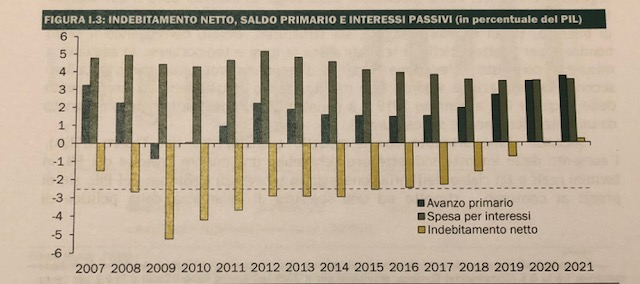 FIGURA I.3: INDEBITAMENTO NETTO, SALDO PRIMARIO E INTERESSI PASSIVI (in percentuale del PIL)
6
5
4
3
2
1
0
-1
-2
-3
-4
-5
-6
Avanzo primario
Spesa per interessi
Indebitamento netto
2007 2008 2009 2010 2011 2012 2013 2014 2015 2016 2017 2018 2019 2020 2021